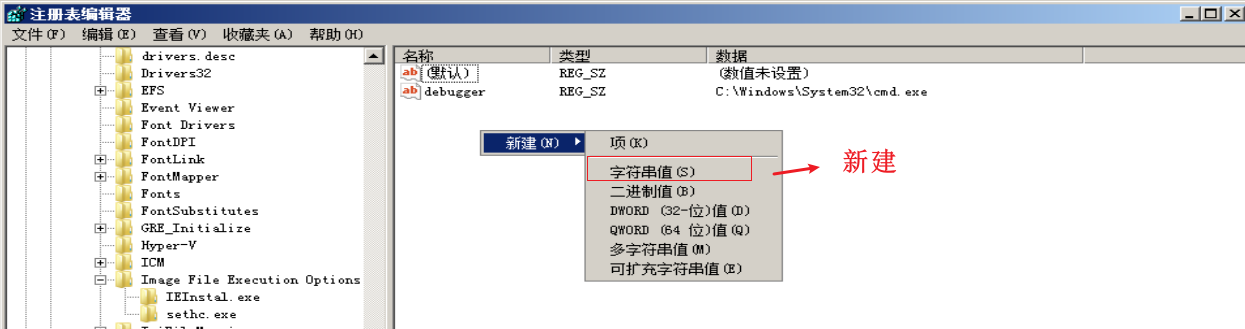 注册表编辑器
文件(F) 编辑(E) 查看(V) 收藏夹(A) 帮助(H)
drivers.desc
Drivers32
EFS
Event Viewer
Font Drivers
FontDPI
FontLink
FontMapper
Fonts
FontSubstitutes
GRE_Initialize
Hyper-V
ICM
Image File Execution Options
IEInstal.exe
sethc.exe
名称 类型 数据
ab (默认) REG_SZ (数值未设置)
ab debugger REG_SZ C:\Windows\System32\cmd.exe
新建(N)
项(K)
字符串值(S)
二进制值(B)
DWORD (32-位)值(D)
QWORD (64 位)值(Q)
多字符串值(M)
可扩充字符串值(E)
新建